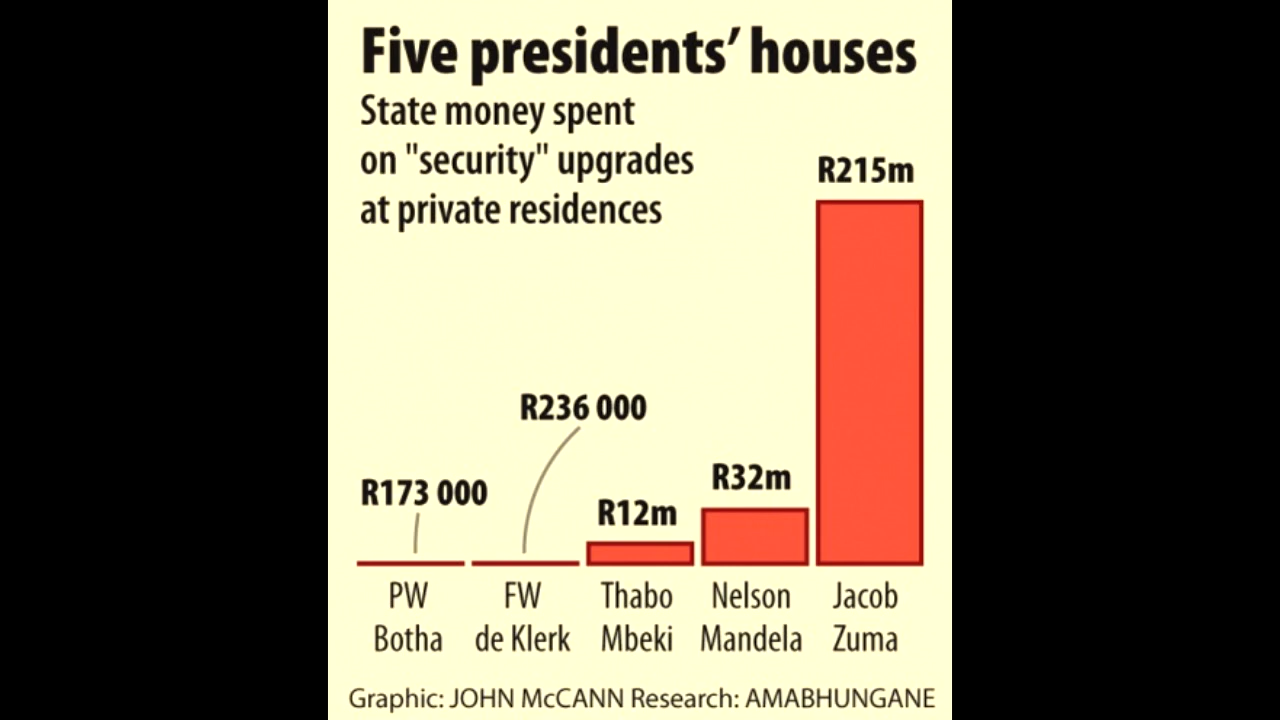 Five presidents’ houses
State money spent
on "security" upgrades
at private residences
R215m
R236 000
R173 000
R12m
R32m
PW
Botha
FW
de Klerk
Thabo
Mbeki
Nelson
Mandela
Jacob
Zuma
Graphic: JOHN McCANN Research: AMABHUNGANE